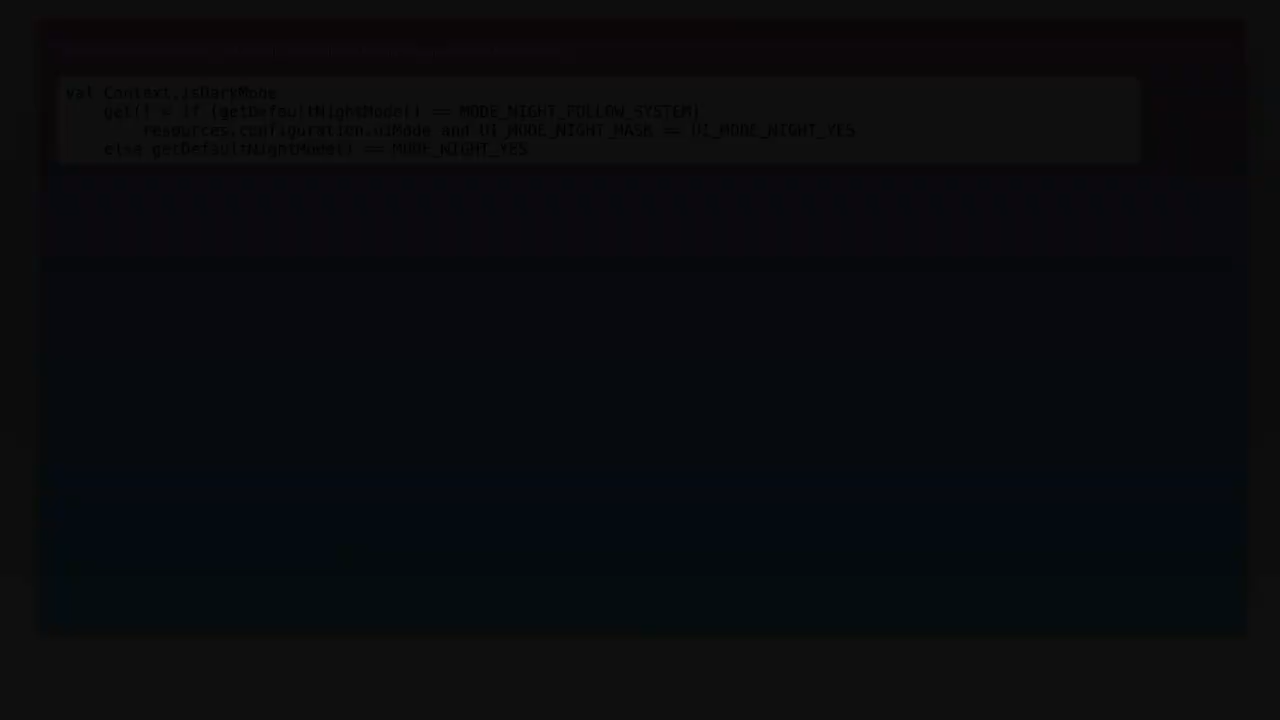 val Context.isDarkMode
    get() = if (getDefaultNightMode() == MODE_NIGHT_FOLLOW_SYSTEM)
        resources.configuration.uiMode and UI_MODE_NIGHT_MASK == UI_MODE_NIGHT_YES
    else getDefaultNightMode() == MODE_NIGHT_YES